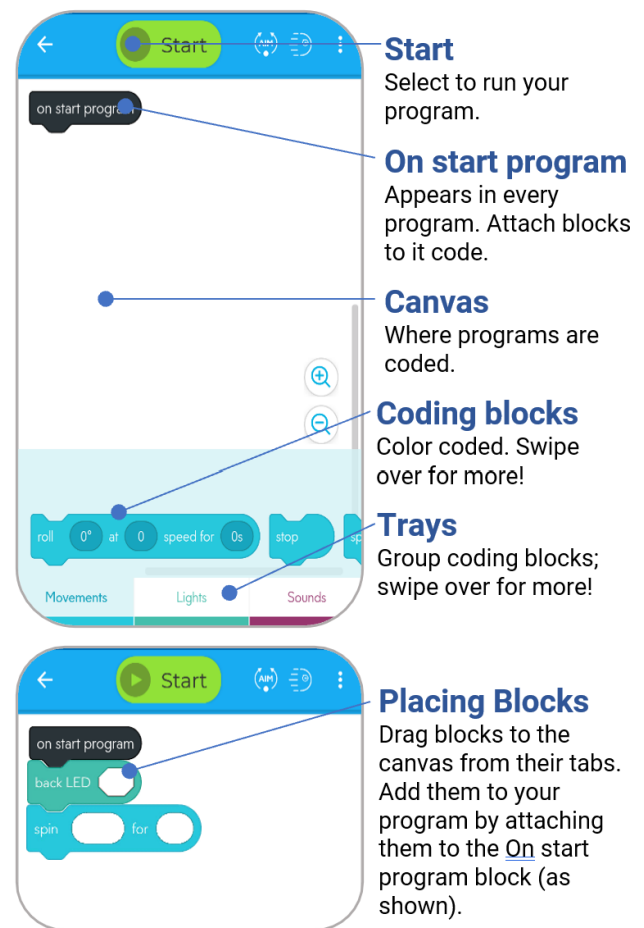 Start
AIM
Start
Select to run your
program.
on start program
On start program
Appears in every
program. Attach blocks
to it code.
Canvas
Where programs are
coded.
Coding blocks
Color coded. Swipe
over for more!
roll 0° at 0 speed for 0s
stop
sp
Trays
Group coding blocks;
swipe over for more!
Movements
Lights
Sounds
Start
AIM
on start program
back LED
spin for
Placing Blocks
Drag blocks to the
canvas from their tabs.
Add them to your
program by attaching
them to the On start
program block (as
shown).